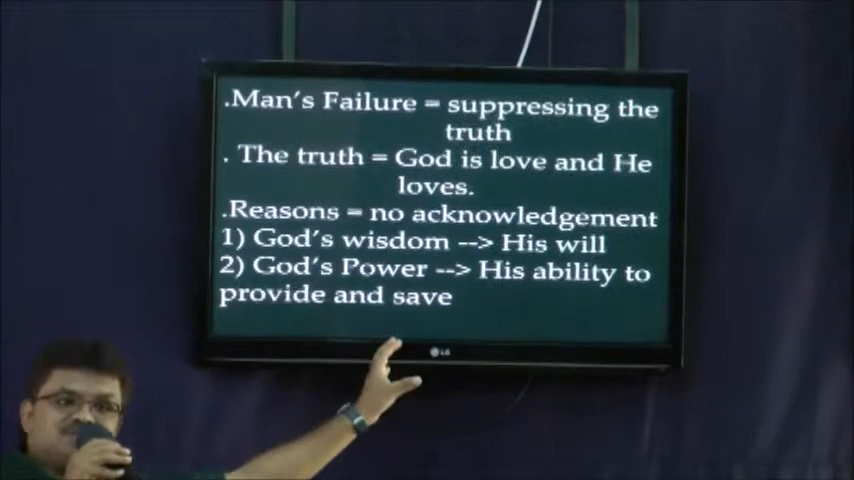 .Man's Failure = suppressing the
truth
. The truth = God is love and He
loves.
.Reasons = no acknowledgement
1) God's wisdom --> His will
2) God's Power --> His ability to
provide and save
LG